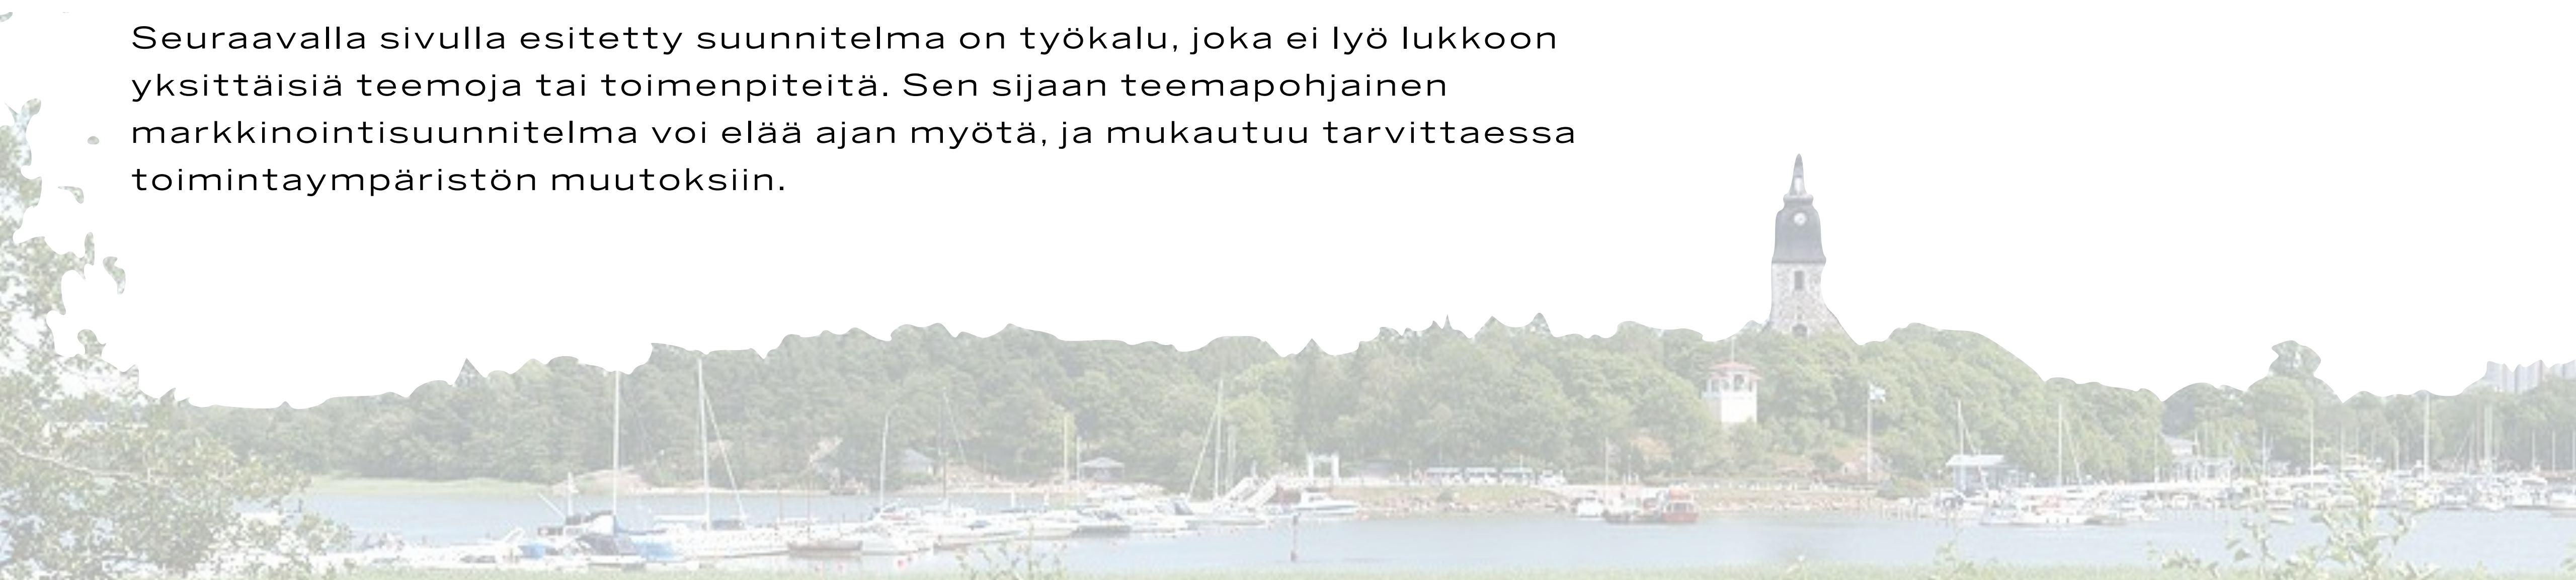 Seuraavalla sivulla esitetty suunnitelma on työkalu, joka ei lyö lukkoon
yksittäisiä teemoja tai toimenpiteitä. Sen sijaan teemapohjainen
markkinointisuunnitelma voi elää ajan myötä, ja mukautuu tarvittaessa
toimintaympäristön muutoksiin.